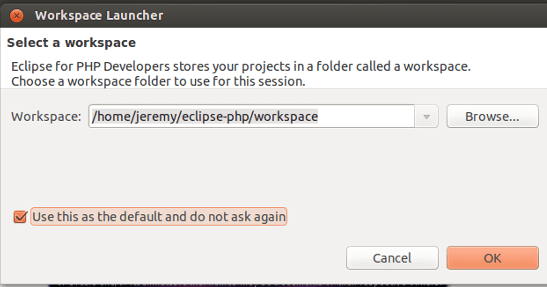 Workspace Launcher
Select a workspace
Eclipse for PHP Developers stores your projects in a folder called a workspace.
Choose a workspace folder to use for this session.
Workspace: /home/jeremy/eclipse-php/workspace Browse...
Use this as the default and do not ask again
Cancel OK